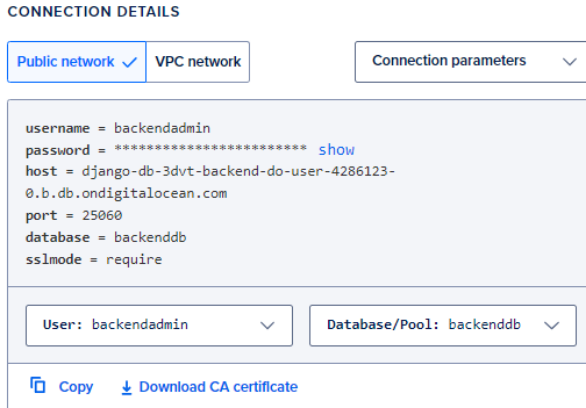 CONNECTION DETAILS
Public network VPC network
Connection parameters
username = backendadmin
password = ************************ show
host = django-db-3dvt-backend-do-user-4286123-
0.b.db.ondigitalocean.com
port = 25060
database = backenddb
sslmode = require
User: backendadmin
Database/Pool: backenddb
Copy
Download CA certificate